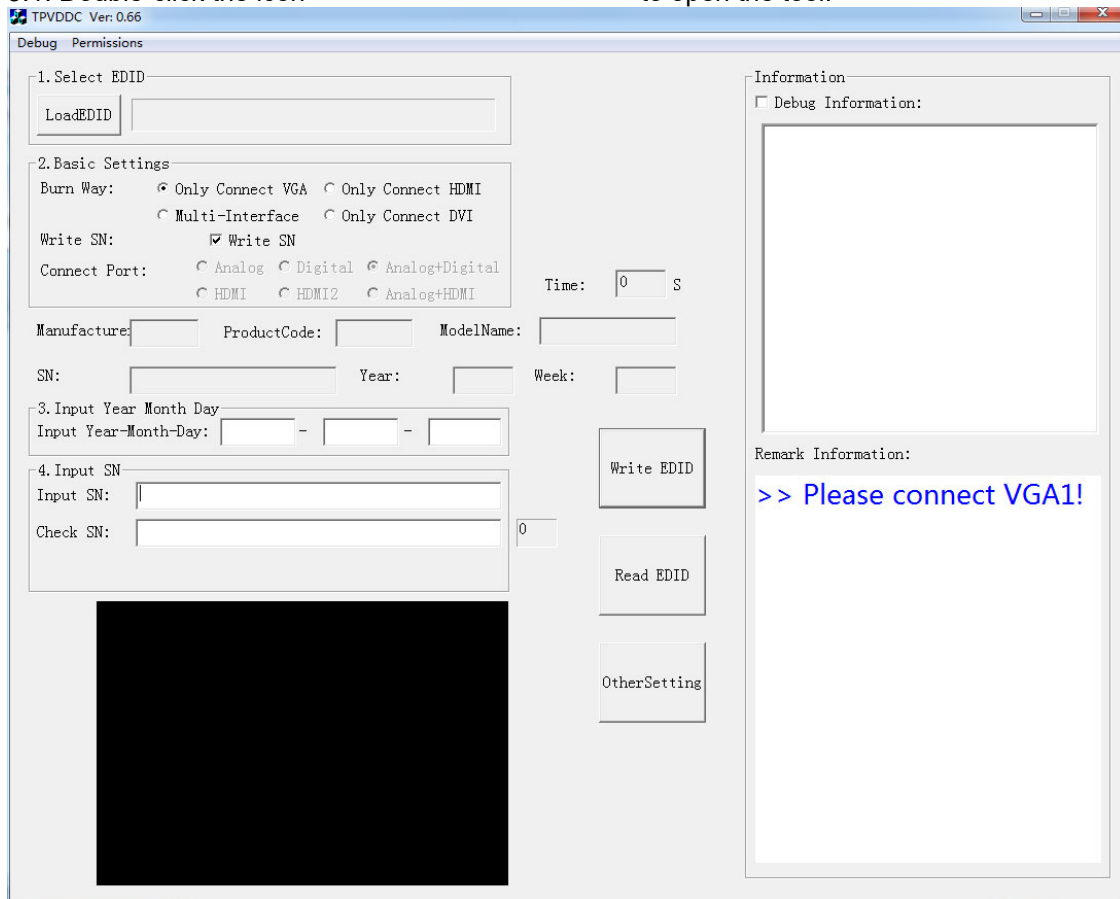 to open the tool.
TPVDDC Ver: 0.66
Debug Permissions
1.Select EDID
LoadEDID
2.Basic Settings
Burn Way: Only Connect VGA Only Connect HDMI
Multi-Interface Only Connect DVI
Write SN: Write SN
Connect Port: Analog Digital Analog+Digital
HDMI HDMI2 Analog+HDMI
Time: 0 S
Manufacture: ProductCode: ModelName:
SN: Year: Week:
3.Input Year Month Day
Input Year-Month-Day: - -
4.Input SN
Input SN:
Check SN: 0
Write EDID
Read EDID
OtherSetting
Information
Debug Information:
Remark Information:
>> Please connect VGA1!